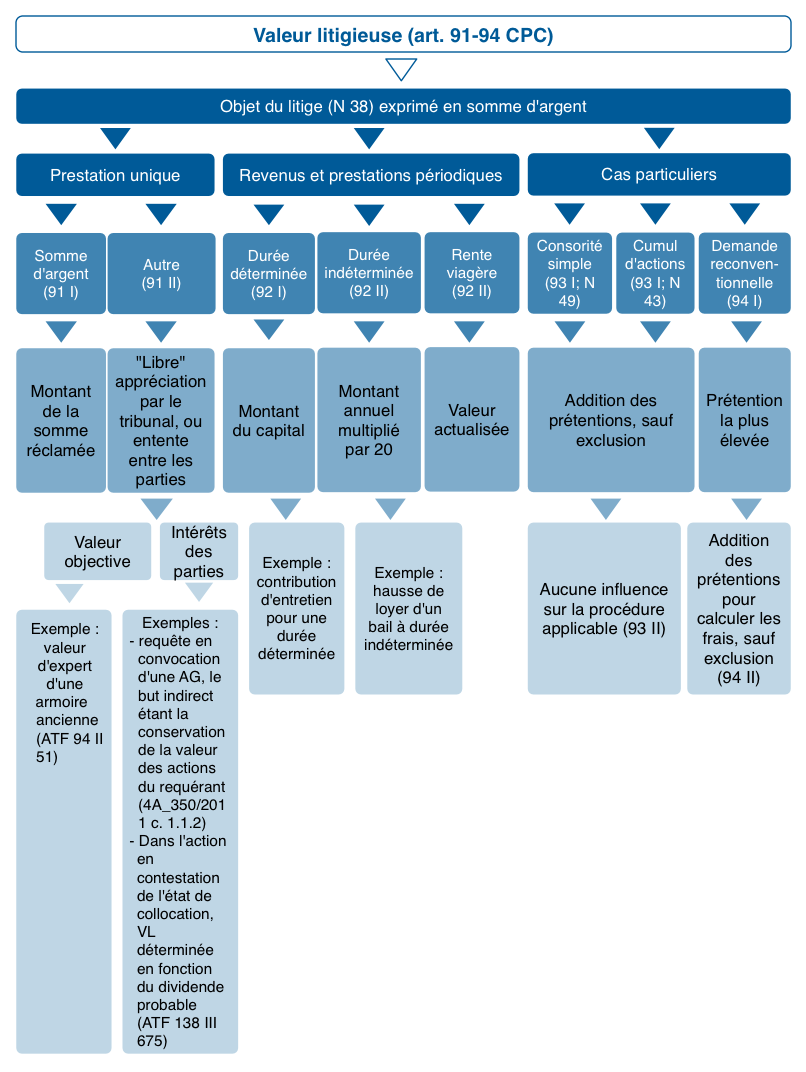 Valeur litigieuse (art. 91-94 CPC)
Objet du litige (N 38) exprimé en somme d'argent
Prestation unique
Revenus et prestations périodiques
Cas particuliers
Somme
d'argent
(91 I)
Autre
(91 II)
Durée
déterminée
(92 I)
Durée
indéterminée
(92 II)
Rente
viagère
(92 II)
Consorité
simple
(93 I; N
49)
Cumul
d'actions
(93 I; N
43)
Demande
reconven-
tionnelle
(94 I)
Montant
de la
somme
réclamée
"Libre"
appréciation
par le
tribunal, ou
entente
entre les
parties
Montant
du capital
Montant
annuel
multiplié
par 20
Valeur
actualisée
Addition des
prétentions, sauf
exclusion
Prétention
la plus
élevée
Valeur
objective
Intérêts
des
parties
Exemple :
contribution
d'entretien
pour une
durée
déterminée
Exemple :
hausse de
loyer d'un
bail à durée
indéterminée
Aucune influence
sur la procédure
applicable (93 II)
Addition
des
prétentions
pour
calculer les
frais, sauf
exclusion
(94 II)
Exemple :
valeur
d'expert
d'une
armoire
ancienne
(ATF 94 II
51)
Exemples :
- requête en
convocation
d'une AG, le
but indirect
étant la
conservation
de la valeur
des actions
du requérant
(4A_350/201
1 c. 1.1.2)
- Dans l'action
en
contestation
de l'état de
collocation,
VL
déterminée
en fonction
du dividende
probable
(ATF 138 III
675)